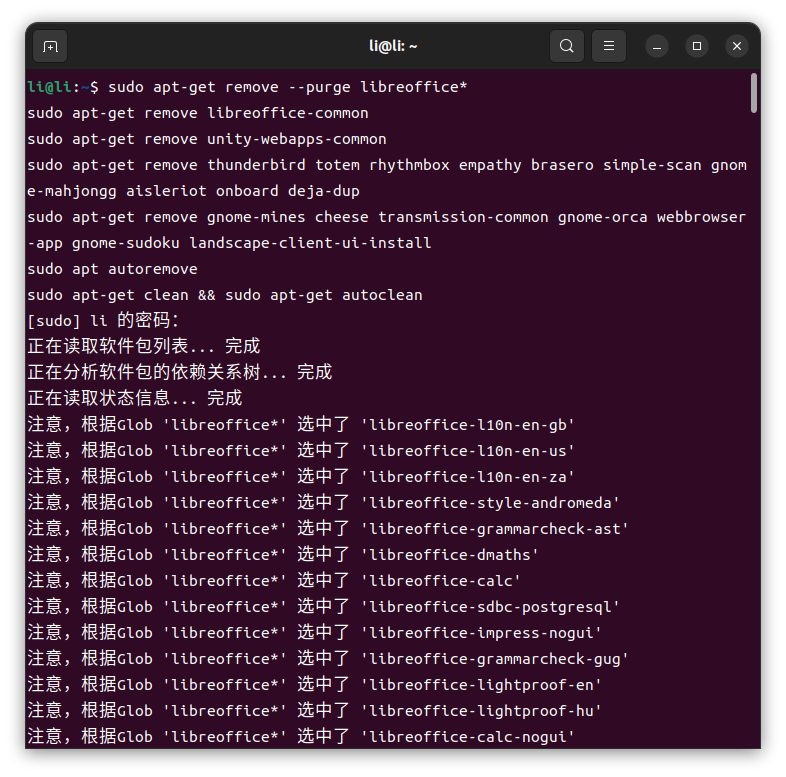 li@li: ~
li@li:~$ sudo apt-get remove --purge libreoffice*
sudo apt-get remove libreoffice-common
sudo apt-get remove unity-webapps-common
sudo apt-get remove thunderbird totem rhythmbox empathy brasero simple-scan gnom
e-mahjongg aisleriot onboard deja-dup
sudo apt-get remove gnome-mines cheese transmission-common gnome-orca webbrowser
-app gnome-sudoku landscape-client-ui-install
sudo apt autoremove
sudo apt-get clean && sudo apt-get autoclean
[sudo] li 的密码：
正在读取软件包列表... 完成
正在分析软件包的依赖关系树... 完成
正在读取状态信息... 完成
注意，根据Glob 'libreoffice*' 选中了 'libreoffice-l10n-en-gb'
注意，根据Glob 'libreoffice*' 选中了 'libreoffice-l10n-en-us'
注意，根据Glob 'libreoffice*' 选中了 'libreoffice-l10n-en-za'
注意，根据Glob 'libreoffice*' 选中了 'libreoffice-style-andromeda'
注意，根据Glob 'libreoffice*' 选中了 'libreoffice-grammarcheck-ast'
注意，根据Glob 'libreoffice*' 选中了 'libreoffice-dmaths'
注意，根据Glob 'libreoffice*' 选中了 'libreoffice-calc'
注意，根据Glob 'libreoffice*' 选中了 'libreoffice-sdbc-postgresql'
注意，根据Glob 'libreoffice*' 选中了 'libreoffice-impress-nogui'
注意，根据Glob 'libreoffice*' 选中了 'libreoffice-grammarcheck-gug'
注意，根据Glob 'libreoffice*' 选中了 'libreoffice-lightproof-en'
注意，根据Glob 'libreoffice*' 选中了 'libreoffice-lightproof-hu'
注意，根据Glob 'libreoffice*' 选中了 'libreoffice-calc-nogui'